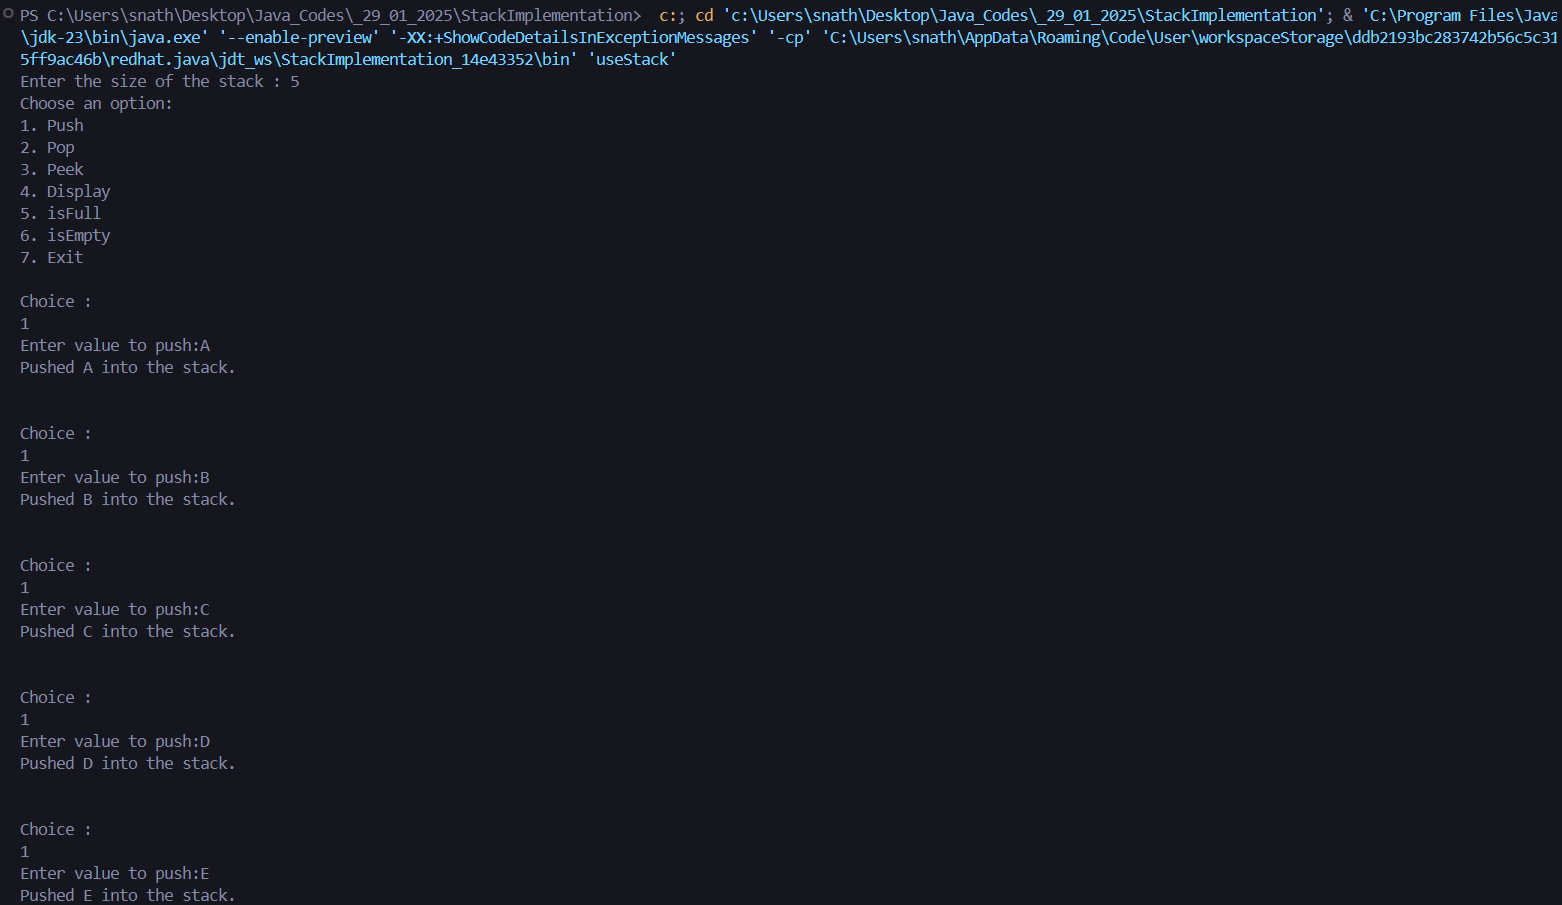 PS C:\Users\snath\Desktop\Java_Codes\_29_01_2025\StackImplementation>  c:; cd 'c:\Users\snath\Desktop\Java_Codes\_29_01_2025\StackImplementation'; & 'C:\Program Files\Java
\jdk-23\bin\java.exe' '--enable-preview' '-XX:+ShowCodeDetailsInExceptionMessages' '-cp' 'C:\Users\snath\AppData\Roaming\Code\User\workspaceStorage\ddb2193bc283742b56c5c31
5ff9ac46b\redhat.java\jdt_ws\StackImplementation_14e43352\bin' 'useStack'
Enter the size of the stack : 5
Choose an option:
1. Push
2. Pop
3. Peek
4. Display
5. isFull
6. isEmpty
7. Exit
Choice :
1
Enter value to push:A
Pushed A into the stack.
Choice :
1
Enter value to push:B
Pushed B into the stack.
Choice :
1
Enter value to push:C
Pushed C into the stack.
Choice :
1
Enter value to push:D
Pushed D into the stack.
Choice :
1
Enter value to push:E
Pushed E into the stack.